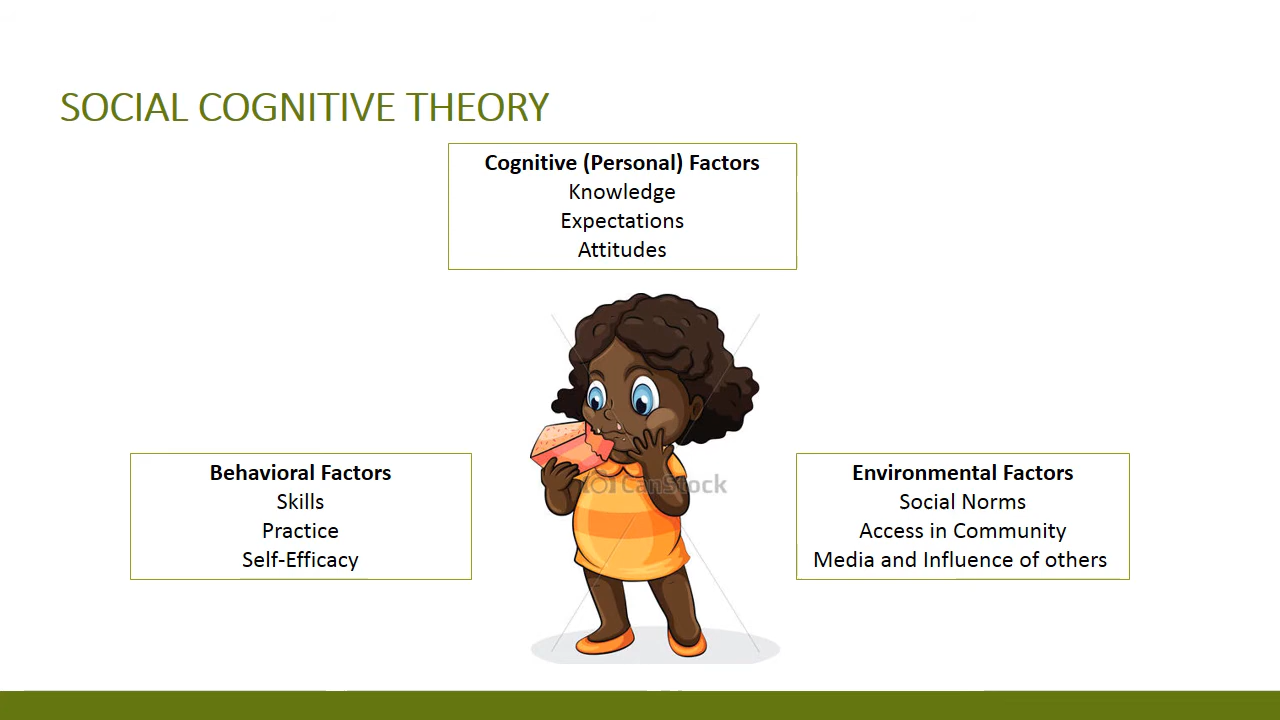 SOCIAL COGNITIVE THEORY
Cognitive (Personal) Factors
Knowledge
Expectations
Attitudes
Behavioral Factors
Skills
Practice
Self-Efficacy
CanStock
Environmental Factors
Social Norms
Access in Community
Media and Influence of others